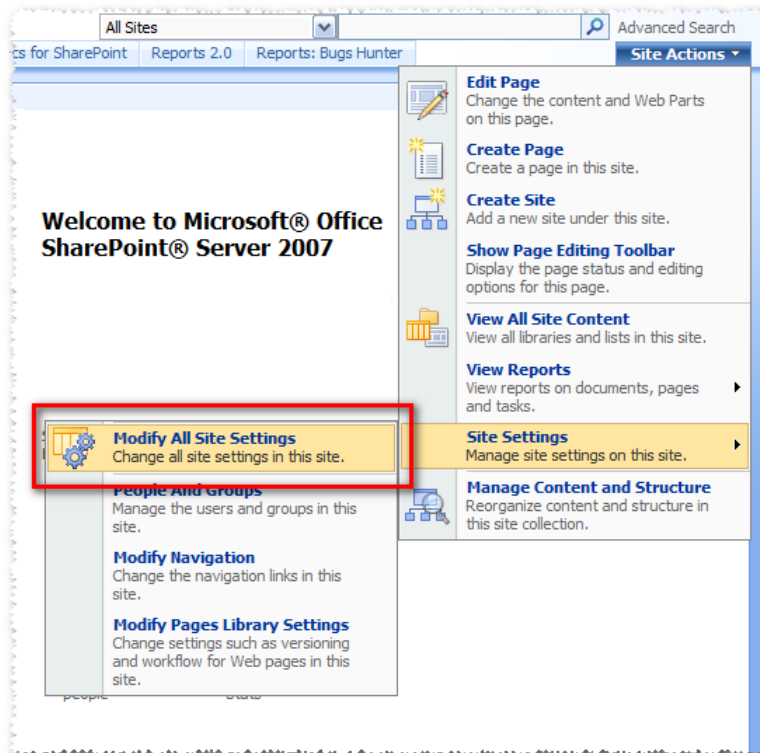 All Sites
Advanced Search
cs for SharePoint
Reports 2.0
Reports: Bugs Hunter
Site Actions
Edit Page
Change the content and Web Parts
on this page.
Create Page
Create a page in this site.
Create Site
Add a new site under this site.
Show Page Editing Toolbar
Display the page status and editing
options for this page.
View All Site Content
View all libraries and lists in this site.
View Reports
View reports on documents, pages
and tasks.
Site Settings
Manage site settings on this site.
Manage Content and Structure
Reorganize content and structure in
this site collection.
Welcome to Microsoft® Office
SharePoint® Server 2007
Modify All Site Settings
Change all site settings in this site.
People And Groups
Manage the users and groups in this
site.
Modify Navigation
Change the navigation links in this
site.
Modify Pages Library Settings
Change settings such as versioning
and workflow for Web pages in this
site.